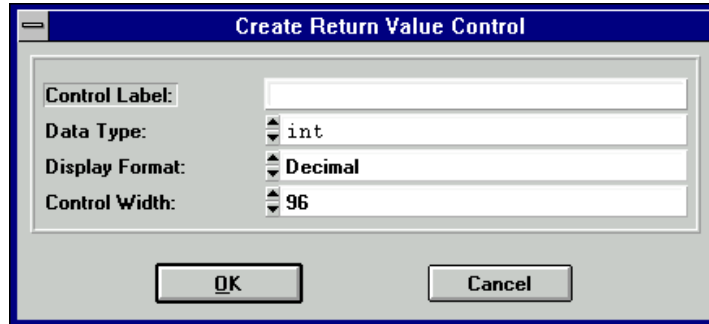 Create Return Value Control
Control Label:
Data Type: int
Display Format: Decimal
Control Width: 96
OK Cancel